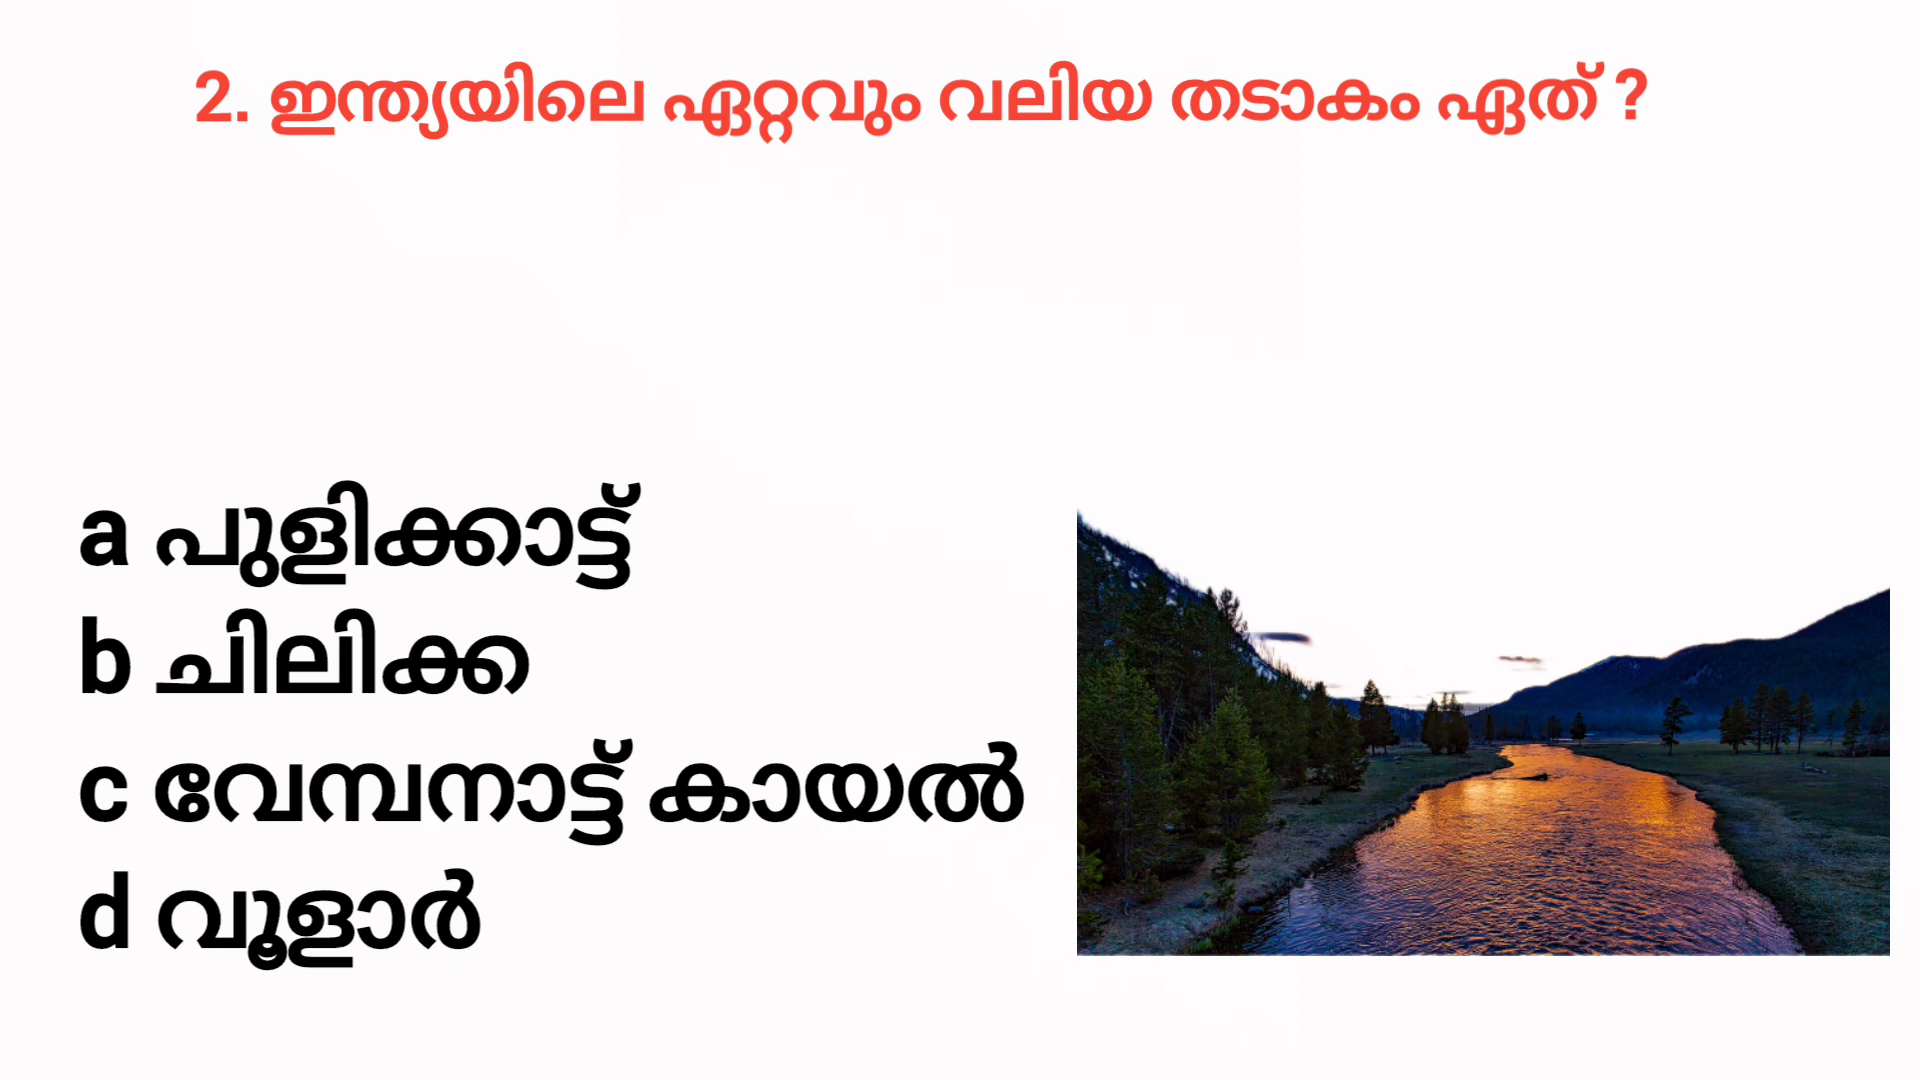 2. ഇന്ത്യയിലെ ഏറ്റവും വലിയ തടാകം ഏത് ?
a പുളിക്കാട്ട്
b ചിലിക്ക
c വേമ്പനാട്ട് കായൽ
d വൂളാർ